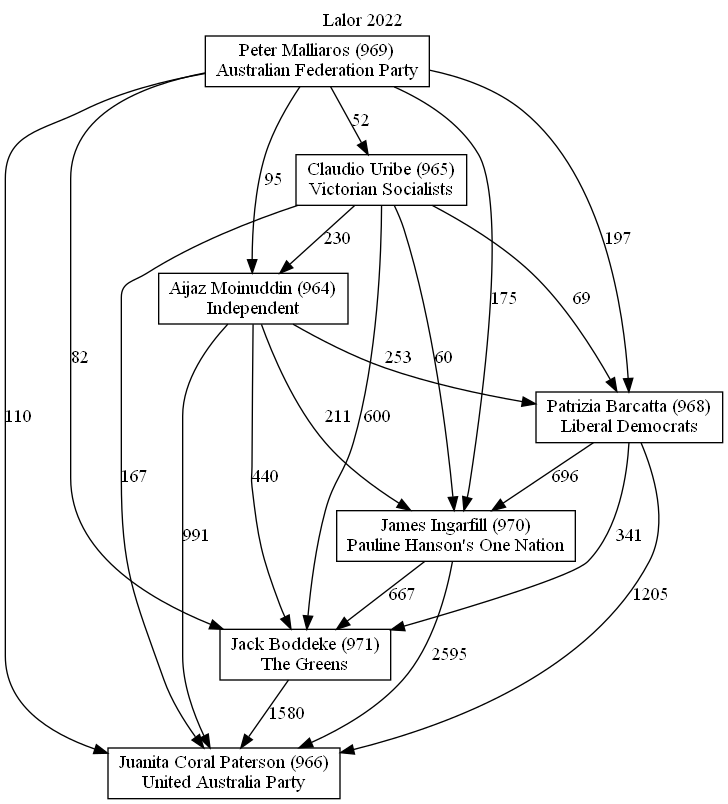 Lalor 2022
Peter Malliaros (969)
Australian Federation Party
52
Claudio Uribe (965)
Victorian Socialists
95
230
197
Aijaz Moinuddin (964)
Independent
175
69
82
253
60
110
211
600
Patrizia Barcatta (968)
Liberal Democrats
167
440
696
991
James Ingarfill (970)
Pauline Hanson's One Nation
341
667
1205
Jack Boddeke (971)
The Greens
2595
1580
Juanita Coral Paterson (966)
United Australia Party